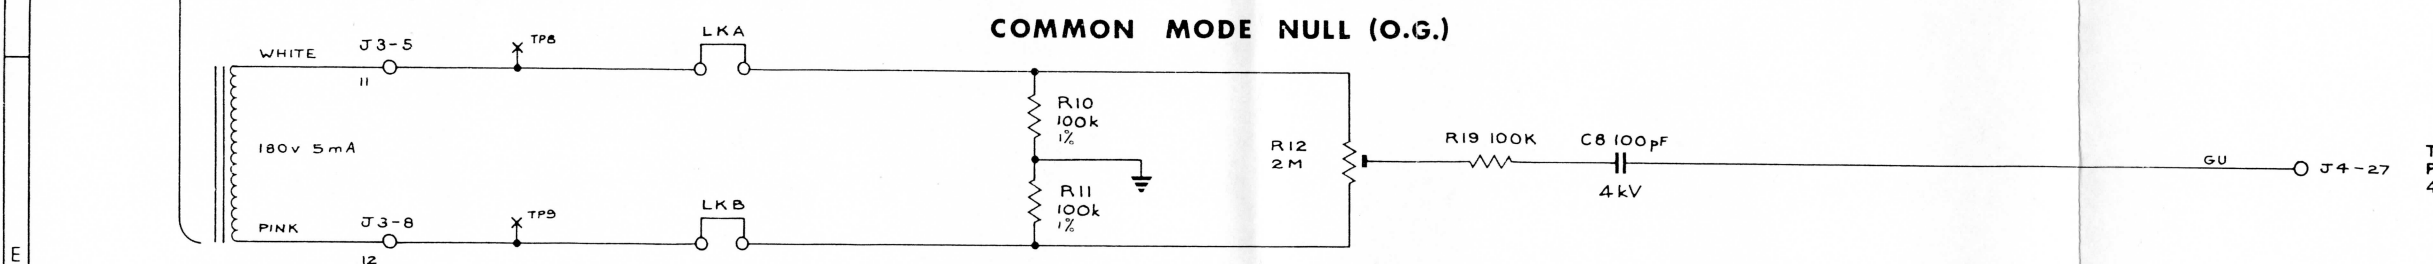 COMMON MODE NULL (O.G.)
WHITE
J3-5
11
TP8
LKA
R10
100k
1%
180v 5mA
R12
2M
R19 100K
C8 100pF
4kV
GU
J4-27
R11
100k
1%
PINK
J3-8
12
TP9
LKB
E